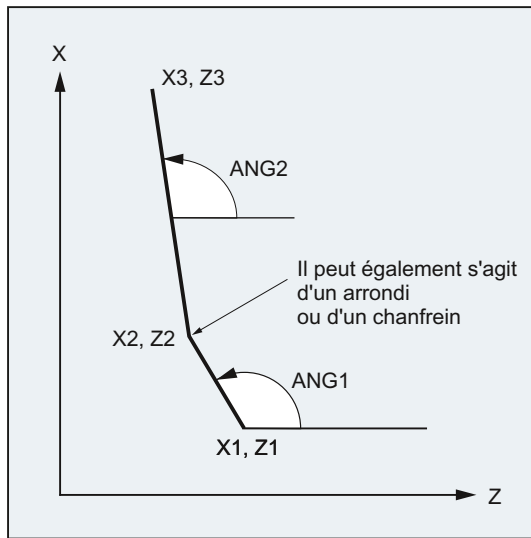 X
X3, Z3
ANG2
Il peut également s'agit
d'un arrondi
ou d'un chanfrein
X2, Z2
ANG1
X1, Z1
Z